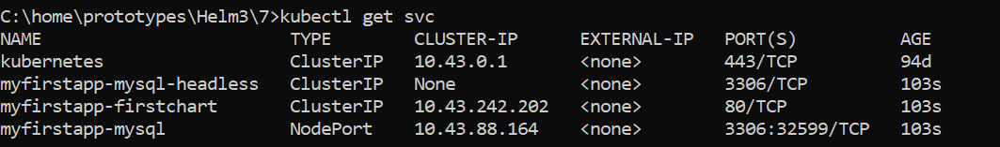 C:\home\prototypes\Helm3\7>kubectl get svc
NAME TYPE CLUSTER-IP EXTERNAL-IP PORT(S) AGE
kubernetes ClusterIP 10.43.0.1 <none> 443/TCP 94d
myfirstapp-mysql-headless ClusterIP None <none> 3306/TCP 103s
myfirstapp-firstchart ClusterIP 10.43.242.202 <none> 80/TCP 103s
myfirstapp-mysql NodePort 10.43.88.164 <none> 3306:32599/TCP 103s